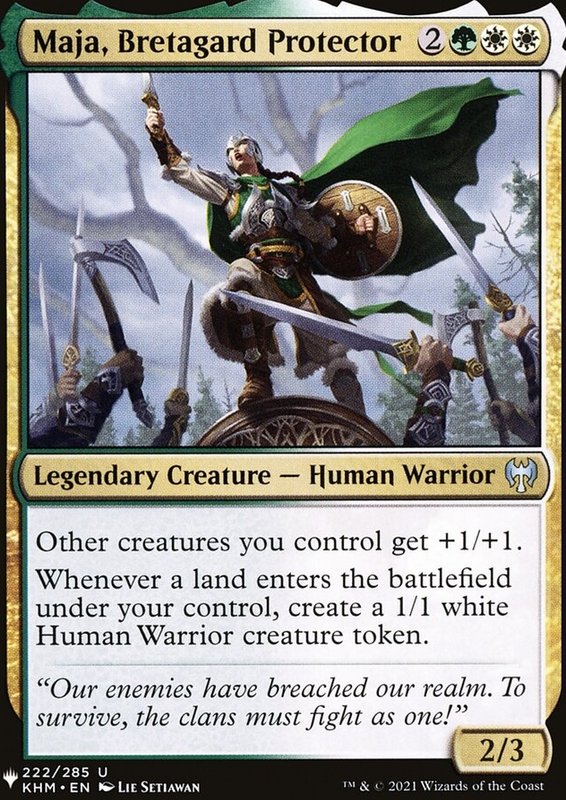 Maja, Bretagard Protector 2
Legendary Creature — Human Warrior
Other creatures you control get +1/+1.
Whenever a land enters the battlefield
under your control, create a 1/1 white
Human Warrior creature token.
“Our enemies have breached our realm. To
survive, the clans must fight as one!”
2/3
222/285 U
KHM • EN Lie Setiawan
™ & © 2021 Wizards of the Coast